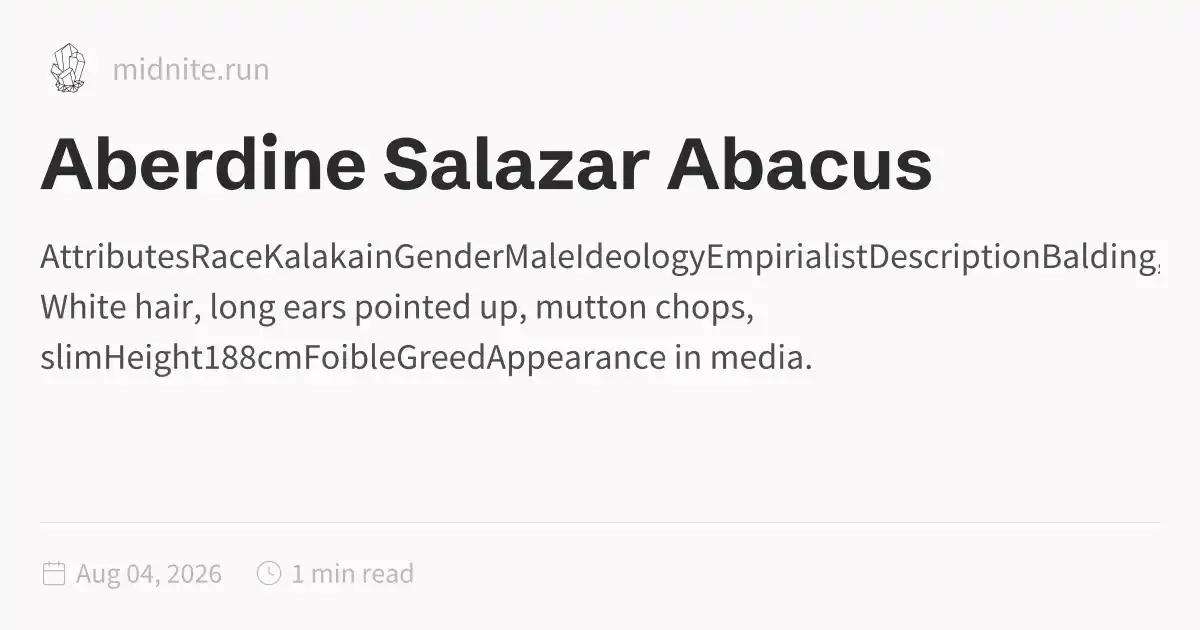 midnite.run
Aberdine Salazar Abacus
AttributesRaceKalakainGenderMaleIdeologyEmpirialistDescriptionBalding,
White hair, long ears pointed up, mutton chops,
slimHeight188cmFoibleGreedAppearance in media.
Aug 04, 2026 1 min read